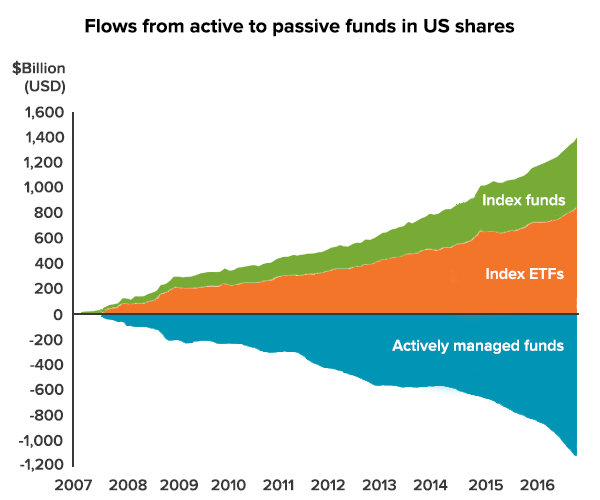 Flows from active to passive funds in US shares
$Billion
(USD)
1,600
1,400
1,200
1,000
800
600
400
200
0
-200
-400
-600
-800
-1,000
-1,200
Index funds
Index ETFs
Actively managed funds
2007 2008 2009 2010 2011 2012 2013 2014 2015 2016